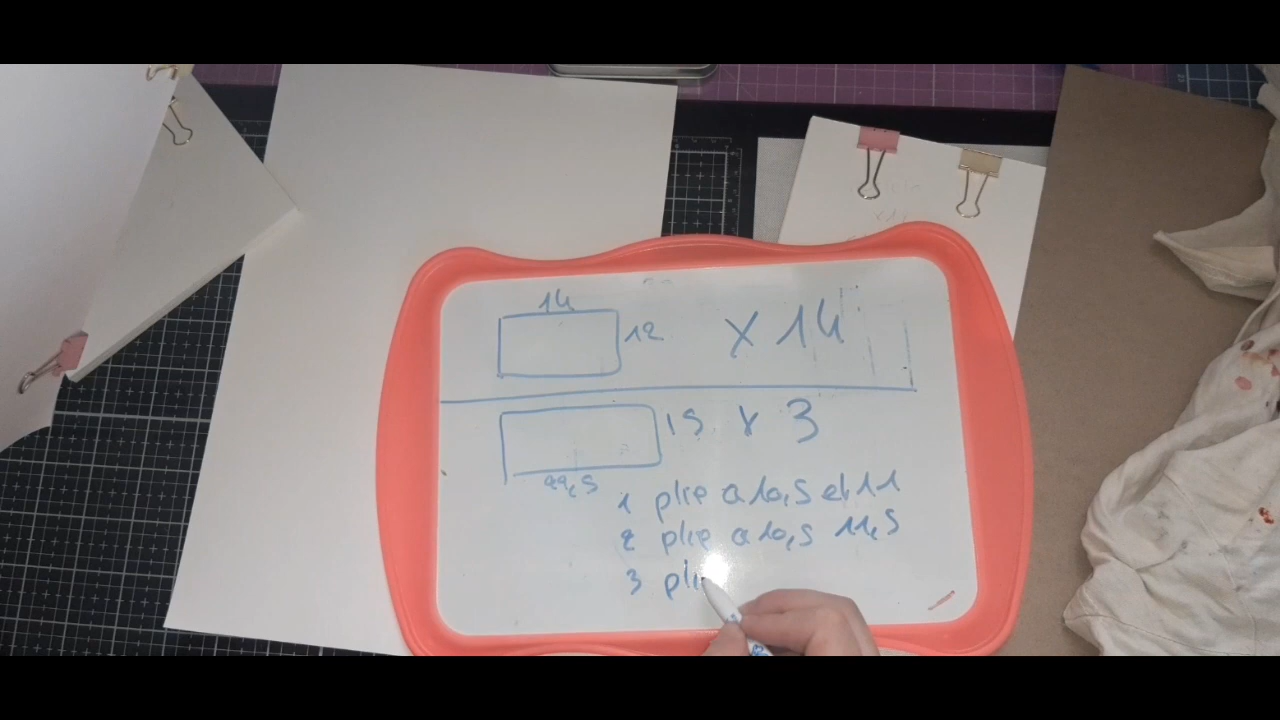 14
12 x 14
15 x 3
22,5
1 plie a 10,5 et 11
2 plie a 10,5 11,5
3 pli